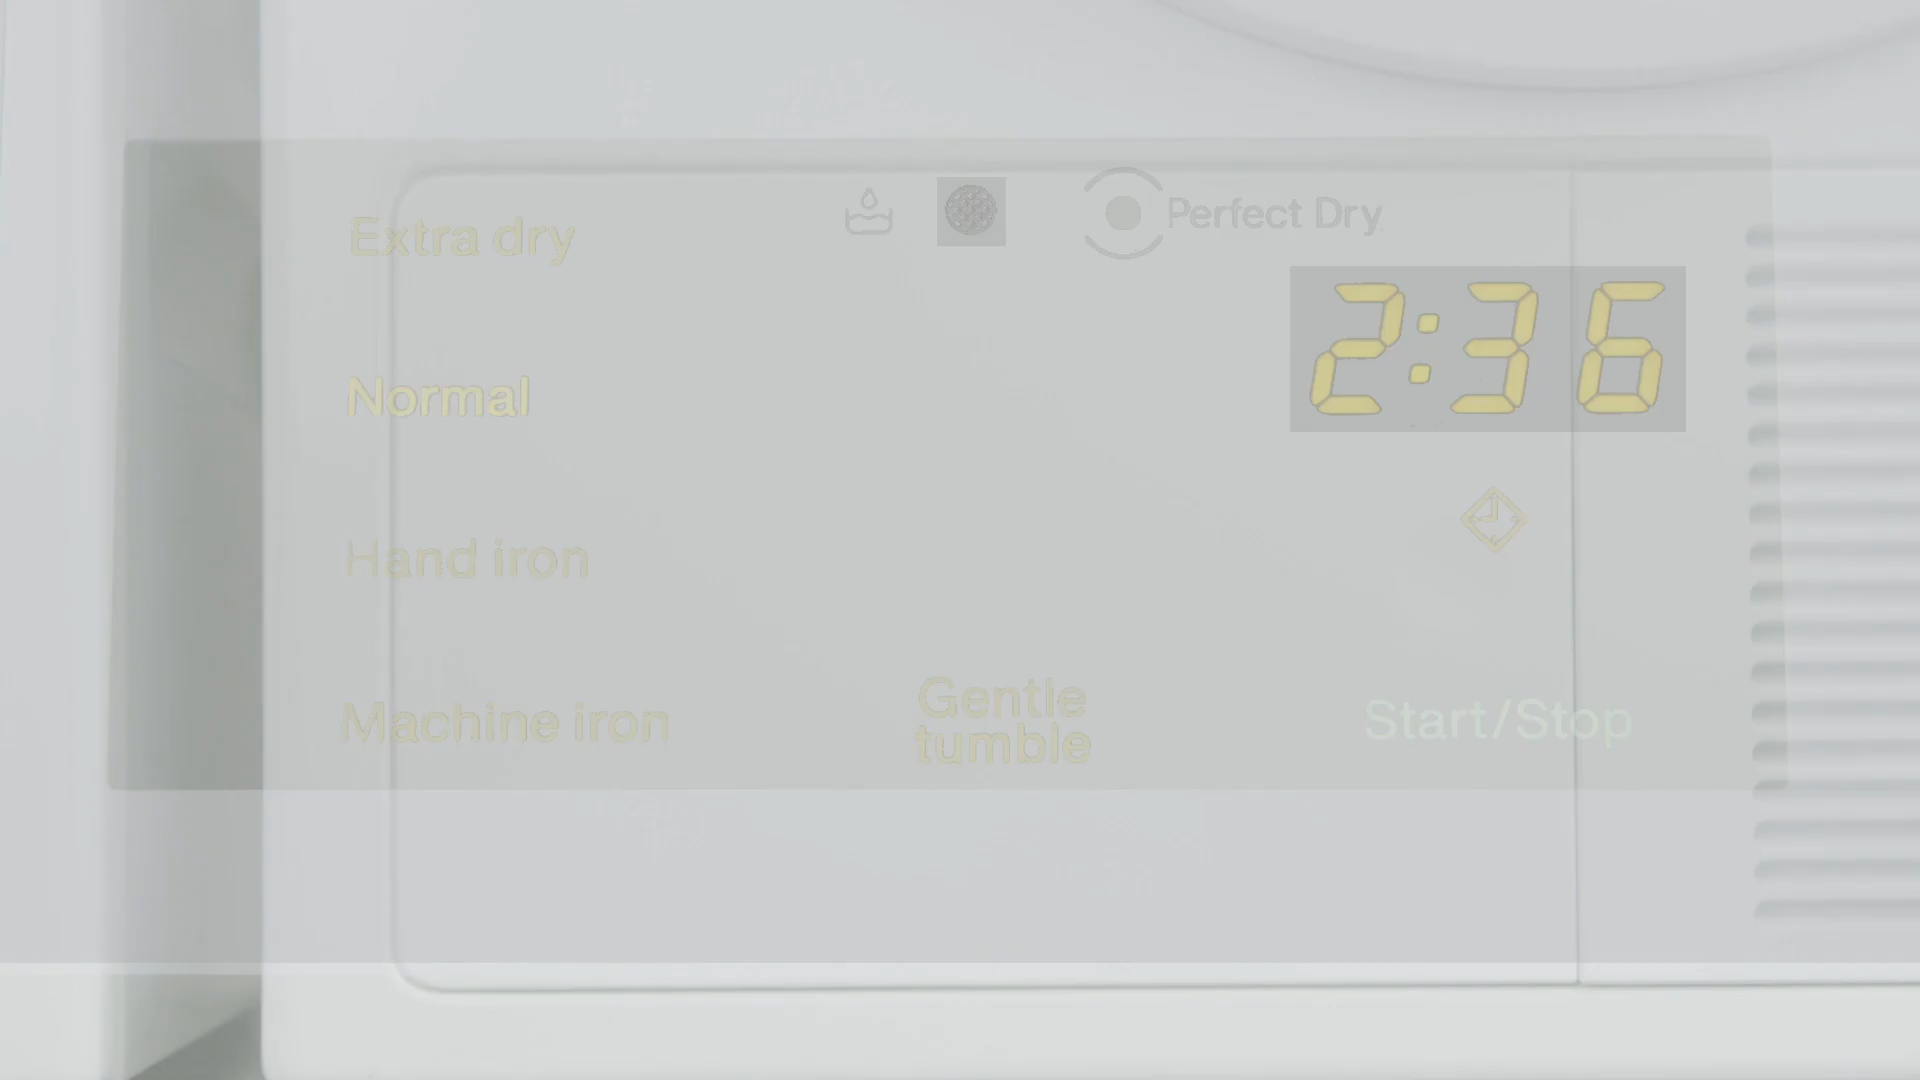 Extra dry
Perfect Dry
2:36
Normal
Hand iron
Machine iron
Gentle
tumble
Start/Stop